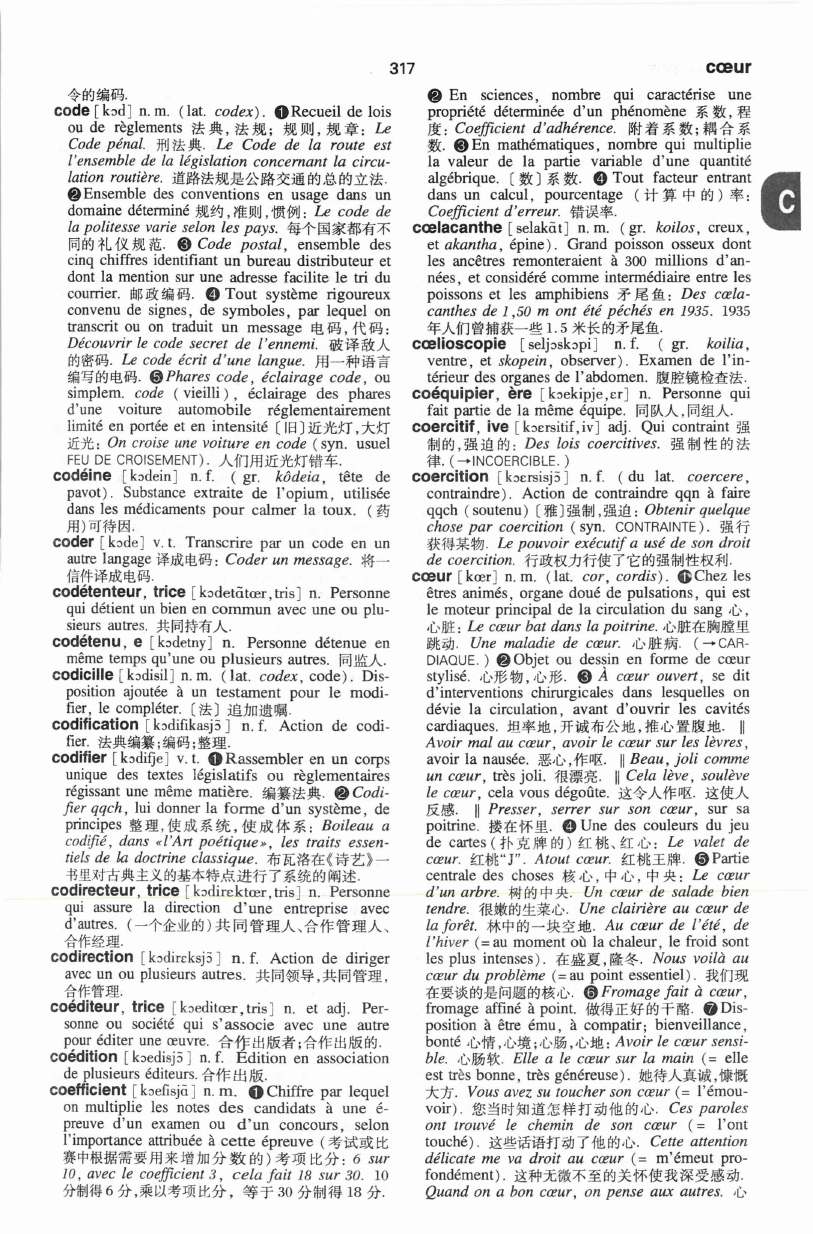 317
cœur
令的编码.
code [kɔd] n. m. (lat. codex). ❶Recueil de lois
ou de règlements 法典,法规; 规则,规章: Le
Code pénal. 刑法典. Le Code de la route est
l'ensemble de la législation concernant la circu-
lation routière. 道路法规是公路交通的总的立法.
❷Ensemble des conventions en usage dans un
domaine déterminé 规约,准则,惯例: Le code de
la politesse varie selon les pays. 每个国家都有不
同的礼仪规范. ❸ Code postal, ensemble des
cinq chiffres identifiant un bureau distributeur et
dont la mention sur une adresse facilite le tri du
courrier. 邮政编码. ❹ Tout système rigoureux
convenu de signes, de symboles, par lequel on
transcrit ou on traduit un message 电码,代码:
Découvrir le code secret de l'ennemi. 破译敌人
的密码. Le code écrit d'une langue. 用一种语言
编写的电码. ❺Phares code, éclairage code, ou
simplem. code (vieilli), éclairage des phares
d'une voiture automobile réglementairement
limité en portée et en intensité〔旧〕近光灯,大灯
近光: On croise une voiture en code (syn. usuel
FEU DE CROISEMENT). 人们用近光灯错车.
codéine [kɔdein] n. f. (gr. kôdeia, tête de
pavot). Substance extraite de l'opium, utilisée
dans les médicaments pour calmer la toux. (药
用)可待因.
coder [kɔde] v. t. Transcrire par un code en un
autre langage 译成电码: Coder un message. 将一
信件译成电码.
codétenteur, trice [kɔdetãtœr,tris] n. Personne
qui détient un bien en commun avec une ou plu-
sieurs autres. 共同持有人.
codétenu, e [kɔdetny] n. Personne détenue en
même temps qu'une ou plusieurs autres. 同监人.
codicille [kɔdisil] n. m. (lat. codex, code). Dis-
position ajoutée à un testament pour le modi-
fier, le compléter. 〔法〕追加遗嘱.
codification [kɔdifikasjɔ̃] n. f. Action de codi-
fier. 法典编纂;编码;整理.
codifier [kɔdifje] v. t. ❶Rassembler en un corps
unique des textes législatifs ou règlementaires
régissant une même matière. 编纂法典. ❷Codi-
fier qqch, lui donner la forme d'un système, de
principes 整理,使成系统,使成体系: Boileau a
codifié, dans «l'Art poétique», les traits essen-
tiels de la doctrine classique. 布瓦洛在《诗艺》一
书里对古典主义的基本特点进行了系统的阐述.
codirecteur, trice [kɔdirɛktœr,tris] n. Personne
qui assure la direction d'une entreprise avec
d'autres. (一个企业的)共同管理人、合作管理人、
合作经理.
codirection [kɔdirɛksjɔ̃] n. f. Action de diriger
avec un ou plusieurs autres. 共同领导,共同管理,
合作管理.
coéditeur, trice [kɔeditœr,tris] n. et adj. Per-
sonne ou société qui s'associe avec une autre
pour éditer une œuvre. 合作出版者;合作出版的.
coédition [kɔedisjɔ̃] n. f. Édition en association
de plusieurs éditeurs. 合作出版.
coefficient [kɔefisjã] n. m. ❶Chiffre par lequel
on multiplie les notes des candidats à une é-
preuve d'un examen ou d'un concours, selon
l'importance attribuée à cette épreuve (考试或比
赛中根据需要用来增加分数的)考项比分: 6 sur
10, avec le coefficient 3, cela fait 18 sur 30. 10
分制得6分,乘以考项比分, 等于30分制得18分.
❷ En sciences, nombre qui caractérise une
propriété déterminée d'un phénomène 系数,程
度: Coefficient d'adhérence. 附着系数;耦合系
数. ❸En mathématiques, nombre qui multiplie
la valeur de la partie variable d'une quantité
algébrique. 〔数〕系数. ❹ Tout facteur entrant
dans un calcul, pourcentage (计算中的)率:
Coefficient d'erreur. 错误率.
C
cœlacanthe [selakãt] n. m. (gr. koilos, creux,
et akantha, épine). Grand poisson osseux dont
les ancêtres remonteraient à 300 millions d'an-
nées, et considéré comme intermédiaire entre les
poissons et les amphibiens 矛尾鱼: Des cœla-
canthes de 1,50 m ont été péchés en 1935. 1935
年人们曾捕获一些1.5米长的矛尾鱼.
cœlioscopie [seljɔskɔpi] n. f. (gr. koilia,
ventre, et skopein, observer). Examen de l'in-
térieur des organes de l'abdomen. 腹腔镜检查法.
coéquipier, ère [kɔekipje,ɛr] n. Personne qui
fait partie de la même équipe. 同队人,同组人.
coercitif, ive [kɔɛrsitif,iv] adj. Qui contraint 强
制的,强迫的: Des lois coercitives. 强制性的法
律. (→INCOERCIBLE.)
coercition [kɔɛrsisjɔ̃] n. f. (du lat. coercere,
contraindre). Action de contraindre qqn à faire
qqch (soutenu)〔雅〕强制,强迫: Obtenir quelque
chose par coercition (syn. CONTRAINTE). 强行
获得某物. Le pouvoir exécutif a usé de son droit
de coercition. 行政权力行使了它的强制性权利.
cœur [kœr] n. m. (lat. cor, cordis). ❶Chez les
êtres animés, organe doué de pulsations, qui est
le moteur principal de la circulation du sang 心,
心脏: Le cœur bat dans la poitrine. 心脏在胸膛里
跳动. Une maladie de cœur. 心脏病. (→CAR-
DIAQUE.) ❷Objet ou dessin en forme de cœur
stylisé. 心形物,心形. ❸ À cœur ouvert, se dit
d'interventions chirurgicales dans lesquelles on
dévie la circulation, avant d'ouvrir les cavités
cardiaques. 坦率地,开诚布公地,推心置腹地. ‖
Avoir mal au cœur, avoir le cœur sur les lèvres,
avoir la nausée. 恶心,作呕. ‖ Beau, joli comme
un cœur, très joli. 很漂亮. ‖ Cela lève, soulève
le cœur, cela vous dégoûte. 这令人作呕. 这使人
反感. ‖ Presser, serrer sur son cœur, sur sa
poitrine. 搂在怀里. ❹ Une des couleurs du jeu
de cartes (扑克牌的) 红桃、红心: Le valet de
cœur. 红桃“J”. Atout cœur. 红桃王牌. ❺Partie
centrale des choses 核心,中心,中央: Le cœur
d'un arbre. 树的中央. Un cœur de salade bien
tendre. 很嫩的生菜心. Une clairière au cœur de
la forêt. 林中的一块空地. Au cœur de l'été, de
l'hiver (= au moment où la chaleur, le froid sont
les plus intenses). 在盛夏,隆冬. Nous voilà au
cœur du problème (= au point essentiel). 我们现
在要谈的是问题的核心. ❻Fromage fait à cœur,
fromage affiné à point. 做得正好的干酪. ❼Dis-
position à être ému, à compatir; bienveillance,
bonté 心情,心境;心肠,心地: Avoir le cœur sensi-
ble. 心肠软. Elle a le cœur sur la main (= elle
est très bonne, très généreuse). 她待人真诚,慷慨
大方. Vous avez su toucher son cœur (= l'émou-
voir). 您当时知道怎样打动他的心. Ces paroles
ont trouvé le chemin de son cœur (= l'ont
touché). 这些话语打动了他的心. Cette attention
délicate me va droit au cœur (= m'émeut pro-
fondément). 这种无微不至的关怀使我深受感动.
Quand on a bon cœur, on pense aux autres. 心